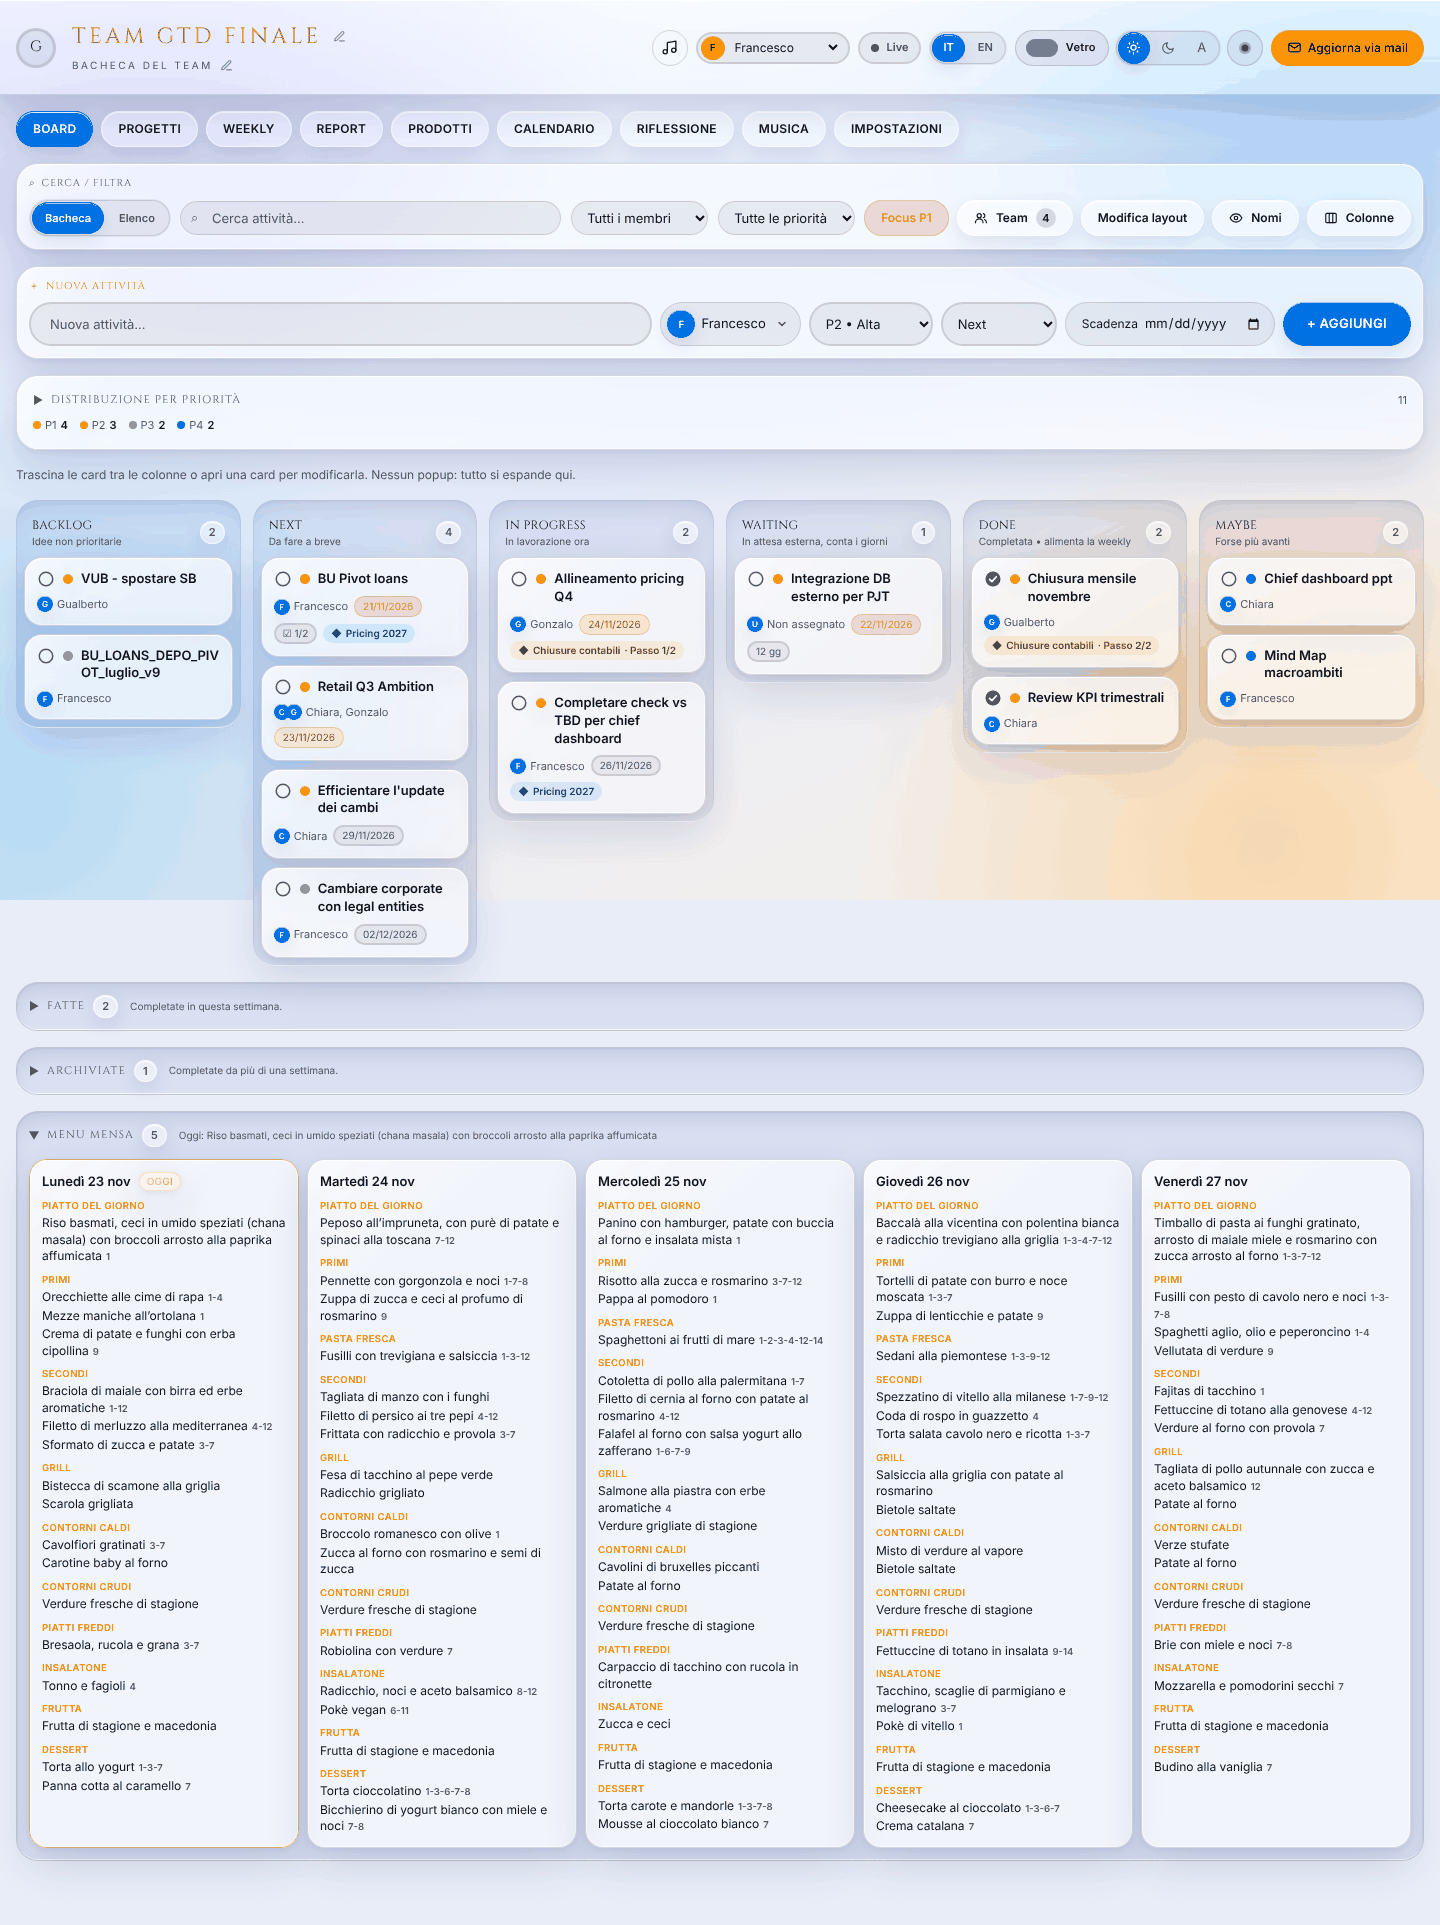 G
TEAM GTD FINALE
BACHECA DEL TEAM
F Francesco
Live
IT EN
Vetro
A
Aggiorna via mail
BOARD PROGETTI WEEKLY REPORT PRODOTTI CALENDARIO RIFLESSIONE MUSICA IMPOSTAZIONI
CERCA / FILTRA
Bacheca Elenco Cerca attività... Tutti i membri Tutte le priorità Focus P1 Team 4 Modifica layout Nomi Colonne
+ NUOVA ATTIVITÀ
Nuova attività... F Francesco P2 • Alta Next Scadenza mm/dd/yyyy + AGGIUNGI
▶ DISTRIBUZIONE PER PRIORITÀ 11
P1 4 P2 3 P3 2 P4 2
Trascina le card tra le colonne o apri una card per modificarla. Nessun popup: tutto si espande qui.
BACKLOG 2
Idee non prioritarie
VUB - spostare SB
G Gualberto
BU_LOANS_DEPO_PIV
OT_luglio_v9
F Francesco
NEXT 4
Da fare a breve
BU Pivot loans
F Francesco 21/11/2026
☑ 1/2 ◆ Pricing 2027
Retail Q3 Ambition
C G Chiara, Gonzalo
23/11/2026
Efficientare l'update
dei cambi
C Chiara 29/11/2026
Cambiare corporate
con legal entities
F Francesco 02/12/2026
IN PROGRESS 2
In lavorazione ora
Allineamento pricing
Q4
G Gonzalo 24/11/2026
◆ Chiusure contabili · Passo 1/2
Completare check vs
TBD per chief
dashboard
F Francesco 26/11/2026
◆ Pricing 2027
WAITING 1
In attesa esterna, conta i giorni
Integrazione DB
esterno per PJT
U Non assegnato 22/11/2026
12 gg
DONE 2
Completata • alimenta la weekly
Chiusura mensile
novembre
G Gualberto
◆ Chiusure contabili · Passo 2/2
Review KPI trimestrali
C Chiara
MAYBE 2
Forse più avanti
Chief dashboard ppt
C Chiara
Mind Map
macroambiti
F Francesco
▶ FATTE 2 Completate in questa settimana.
▶ ARCHIVIATE 1 Completate da più di una settimana.
▼ MENU MENSA 5 Oggi: Riso basmati, ceci in umido speziati (chana masala) con broccoli arrosto alla paprika affumicata
Lunedì 23 nov OGGI
PIATTO DEL GIORNO
Riso basmati, ceci in umido speziati (chana
masala) con broccoli arrosto alla paprika
affumicata 1
PRIMI
Orecchiette alle cime di rapa 1-4
Mezze maniche all’ortolana 1
Crema di patate e funghi con erba
cipollina 9
SECONDI
Braciola di maiale con birra ed erbe
aromatiche 1-12
Filetto di merluzzo alla mediterranea 4-12
Sformato di zucca e patate 3-7
GRILL
Bistecca di scamone alla griglia
Scarola grigliata
CONTORNI CALDI
Cavolfiori gratinati 3-7
Carotine baby al forno
CONTORNI CRUDI
Verdure fresche di stagione
PIATTI FREDDI
Bresaola, rucola e grana 3-7
INSALATONE
Tonno e fagioli 4
FRUTTA
Frutta di stagione e macedonia
DESSERT
Torta allo yogurt 1-3-7
Panna cotta al caramello 7
Martedì 24 nov
PIATTO DEL GIORNO
Peposo all’impruneta, con purè di patate e
spinaci alla toscana 7-12
PRIMI
Pennette con gorgonzola e noci 1-7-8
Zuppa di zucca e ceci al profumo di
rosmarino 9
PASTA FRESCA
Fusilli con trevigiana e salsiccia 1-3-12
SECONDI
Tagliata di manzo con i funghi
Filetto di persico ai tre pepi 4-12
Frittata con radicchio e provola 3-7
GRILL
Fesa di tacchino al pepe verde
Radicchio grigliato
CONTORNI CALDI
Broccolo romanesco con olive 1
Zucca al forno con rosmarino e semi di
zucca
CONTORNI CRUDI
Verdure fresche di stagione
PIATTI FREDDI
Robiolina con verdure 7
INSALATONE
Radicchio, noci e aceto balsamico 8-12
Pokè vegan 6-11
FRUTTA
Frutta di stagione e macedonia
DESSERT
Torta cioccolatino 1-3-6-7-8
Bicchierino di yogurt bianco con miele e
noci 7-8
Mercoledì 25 nov
PIATTO DEL GIORNO
Panino con hamburger, patate con buccia
al forno e insalata mista 1
PRIMI
Risotto alla zucca e rosmarino 3-7-12
Pappa al pomodoro 1
PASTA FRESCA
Spaghettoni ai frutti di mare 1-2-3-4-12-14
SECONDI
Cotoletta di pollo alla palermitana 1-7
Filetto di cernia al forno con patate al
rosmarino 4-12
Falafel al forno con salsa yogurt allo
zafferano 1-6-7-9
GRILL
Salmone alla piastra con erbe
aromatiche 4
Verdure grigliate di stagione
CONTORNI CALDI
Cavolini di bruxelles piccanti
Patate al forno
CONTORNI CRUDI
Verdure fresche di stagione
PIATTI FREDDI
Carpaccio di tacchino con rucola in
citronette
INSALATONE
Zucca e ceci
FRUTTA
Frutta di stagione e macedonia
DESSERT
Torta carote e mandorle 1-3-7-8
Mousse al cioccolato bianco 7
Giovedì 26 nov
PIATTO DEL GIORNO
Baccalà alla vicentina con polentina bianca
e radicchio trevigiano alla griglia 1-3-4-7-12
PRIMI
Tortelli di patate con burro e noce
moscata 1-3-7
Zuppa di lenticchie e patate 9
PASTA FRESCA
Sedani alla piemontese 1-3-9-12
SECONDI
Spezzatino di vitello alla milanese 1-7-9-12
Coda di rospo in guazzetto 4
Torta salata cavolo nero e ricotta 1-3-7
GRILL
Salsiccia alla griglia con patate al
rosmarino
Bietole saltate
CONTORNI CALDI
Misto di verdure al vapore
Bietole saltate
CONTORNI CRUDI
Verdure fresche di stagione
PIATTI FREDDI
Fettuccine di totano in insalata 9-14
INSALATONE
Tacchino, scaglie di parmigiano e
melograno 3-7
Pokè di vitello 1
FRUTTA
Frutta di stagione e macedonia
DESSERT
Cheesecake al cioccolato 1-3-6-7
Crema catalana 7
Venerdì 27 nov
PIATTO DEL GIORNO
Timballo di pasta ai funghi gratinato,
arrosto di maiale miele e rosmarino con
zucca arrosto al forno 1-3-7-12
PRIMI
Fusilli con pesto di cavolo nero e noci 1-3-
7-8
Spaghetti aglio, olio e peperoncino 1-4
Vellutata di verdure 9
SECONDI
Fajitas di tacchino 1
Fettuccine di totano alla genovese 4-12
Verdure al forno con provola 7
GRILL
Tagliata di pollo autunnale con zucca e
aceto balsamico 12
Patate al forno
CONTORNI CALDI
Verze stufate
Patate al forno
CONTORNI CRUDI
Verdure fresche di stagione
PIATTI FREDDI
Brie con miele e noci 7-8
INSALATONE
Mozzarella e pomodorini secchi 7
FRUTTA
Frutta di stagione e macedonia
DESSERT
Budino alla vaniglia 7